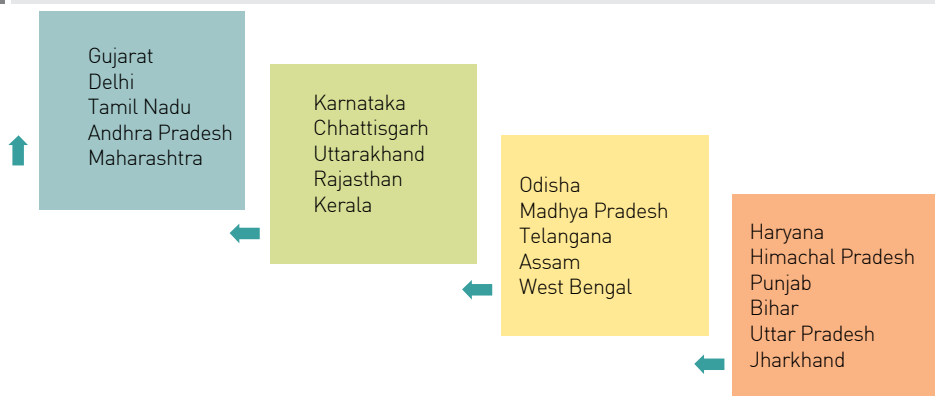 Gujarat
Delhi
Tamil Nadu
Andhra Pradesh
Maharashtra
Karnataka
Chhattisgarh
Uttarakhand
Rajasthan
Kerala
Odisha
Madhya Pradesh
Telangana
Assam
West Bengal
Haryana
Himachal Pradesh
Punjab
Bihar
Uttar Pradesh
Jharkhand